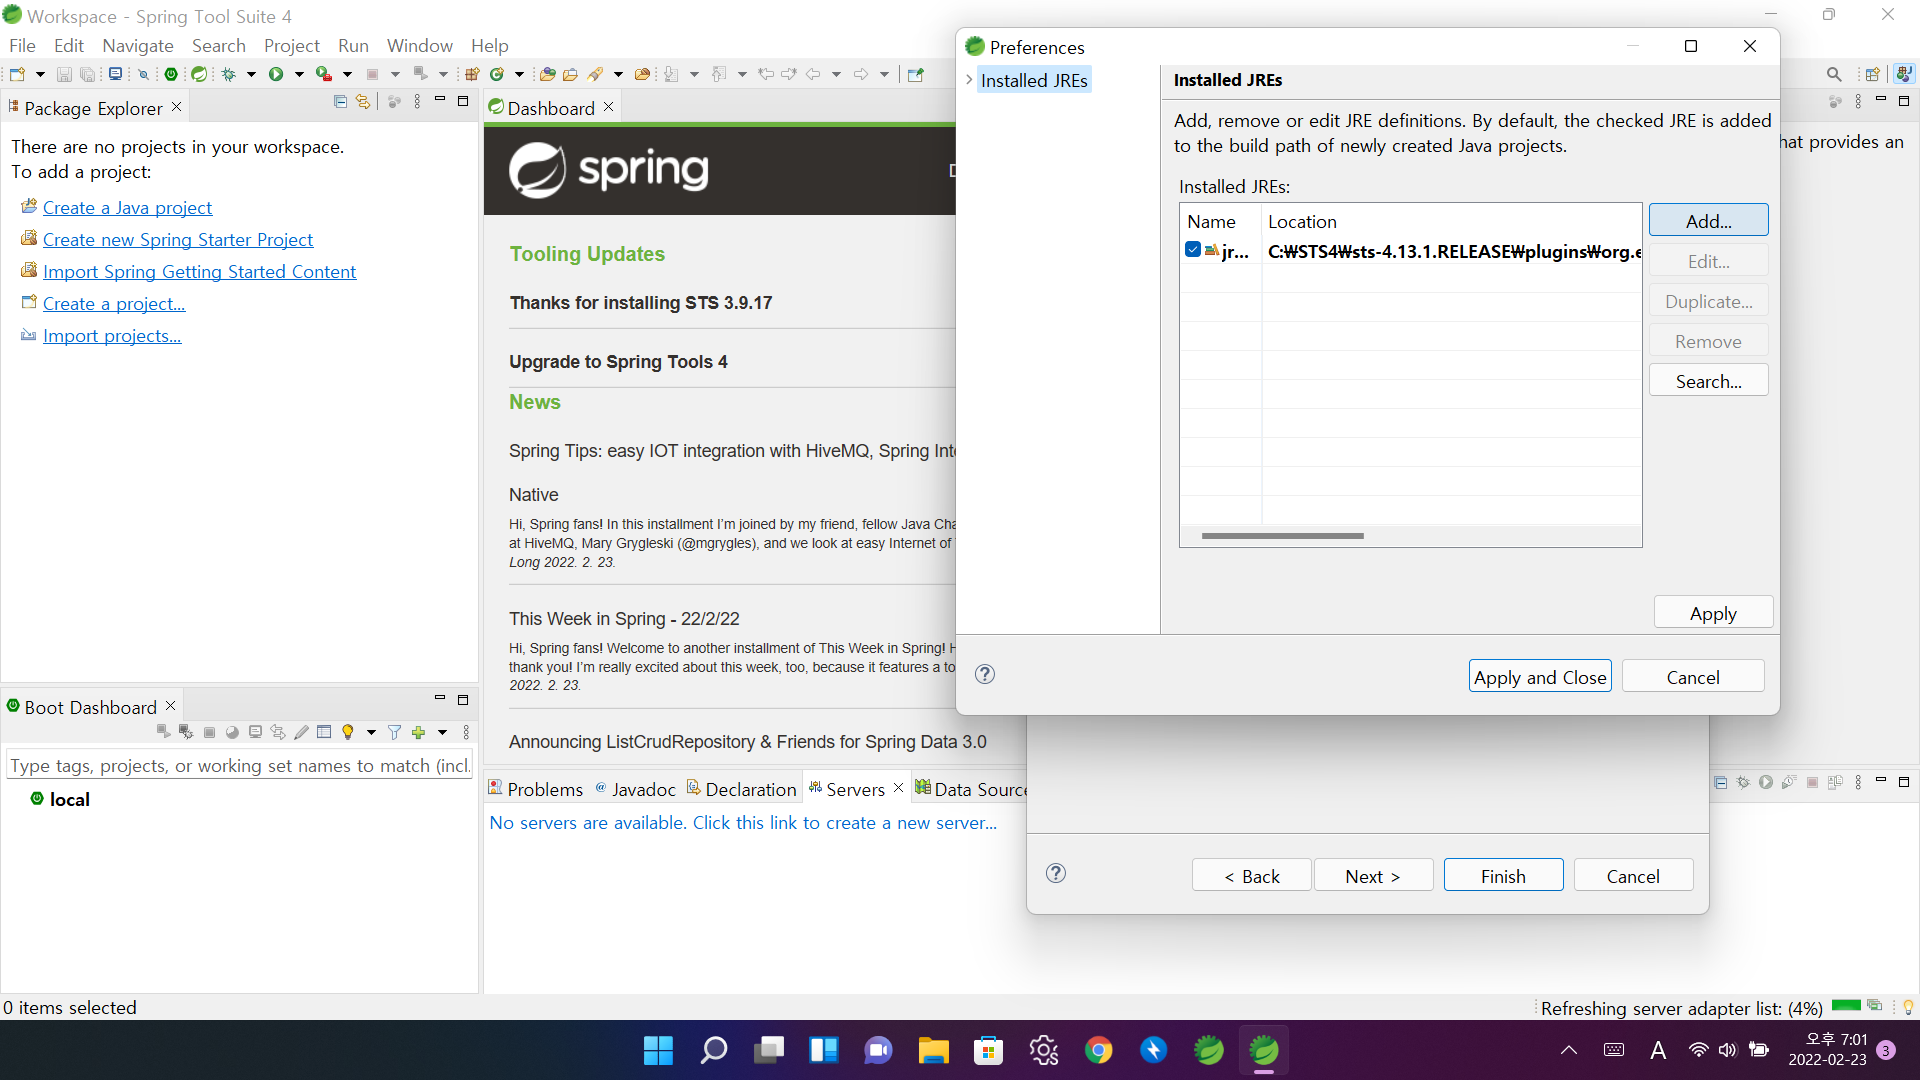 Workspace - Spring Tool Suite 4
File Edit Navigate Search Project Run Window Help
Package Explorer
There are no projects in your workspace.
To add a project:
Create a Java project
Create new Spring Starter Project
Import Spring Getting Started Content
Create a project...
Import projects...
Boot Dashboard
Type tags, projects, or working set names to match (incl.
local
0 items selected
Dashboard
spring
D
Tooling Updates
Thanks for installing STS 3.9.17
Upgrade to Spring Tools 4
News
Spring Tips: easy IOT integration with HiveMQ, Spring Inte
Native
Hi, Spring fans! In this installment I'm joined by my friend, fellow Java Cha
at HiveMQ, Mary Grygleski (@mgrygles), and we look at easy Internet of
Long 2022. 2. 23.
This Week in Spring - 22/2/22
Hi, Spring fans! Welcome to another installment of This Week in Spring! H
thank you! I'm really excited about this week, too, because it features a to
2022. 2. 23.
Announcing ListCrudRepository & Friends for Spring Data 3.0
Problems Javadoc Declaration Servers Data Source
No servers are available. Click this link to create a new server...
Preferences
Installed JREs
Installed JREs
Add, remove or edit JRE definitions. By default, the checked JRE is added
to the build path of newly created Java projects.
Installed JREs:
Name Location
jr... C:₩STS4₩sts-4.13.1.RELEASE₩plugins₩org.e
Add...
Edit...
Duplicate...
Remove
Search...
Apply
Apply and Close Cancel
hat provides an
< Back Next > Finish Cancel
Refreshing server adapter list: (4%)
A
오후 7:01
2022-02-23
3